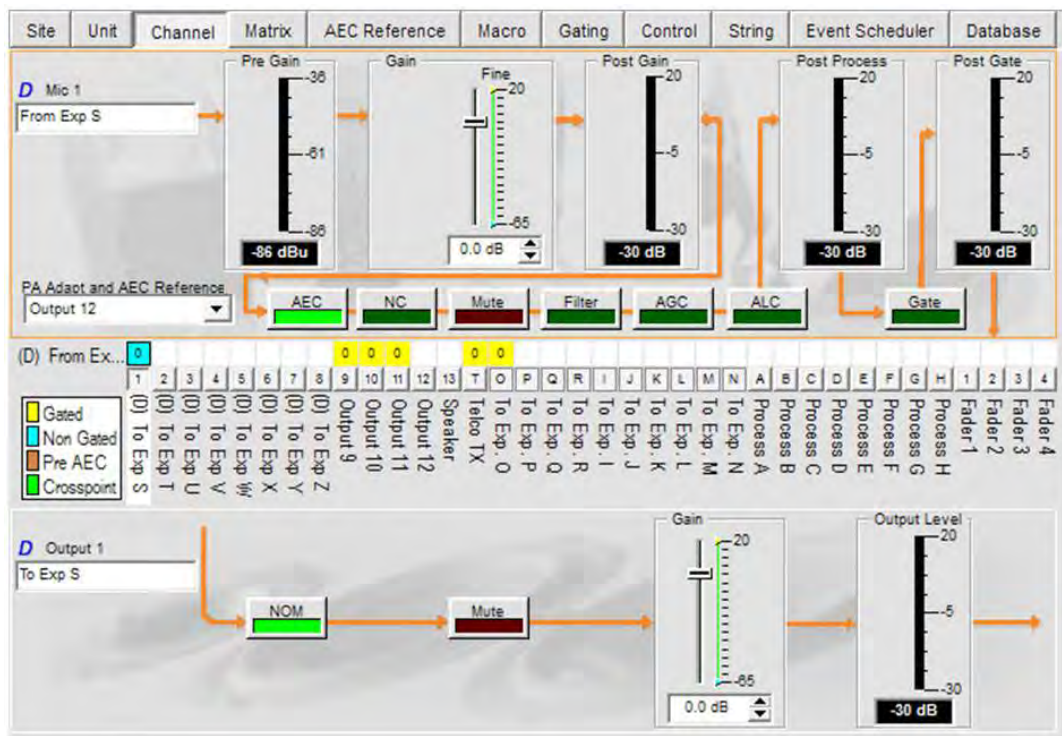 Site Unit Channel Matrix AEC Reference Macro Gating Control String Event Scheduler Database
Pre Gain Gain Post Gain Post Process Post Gate
D Mic 1
From Exp S
-36
-61
-86
-86 dBu
Fine
20
-65
0.0 dB
20
-5
-30
-30 dB
20
-5
-30
-30 dB
20
-5
-30
-30 dB
PA Adapt and AEC Reference
Output 12
AEC NC Mute Filter AGC ALC Gate
(D) From Ex... 0 0 0 0 0 0
1 2 3 4 5 6 7 8 9 10 11 12 13 T O P Q R I J K L M N A B C D E F G H 1 2 3 4
Gated
Non Gated
Pre AEC
Crosspoint
(D) To Exp S
(D) To Exp T
(D) To Exp U
(D) To Exp V
(D) To Exp W
(D) To Exp X
(D) To Exp Y
(D) To Exp Z
Output 9
Output 10
Output 11
Output 12
Speaker
Telco TX
To Exp. O
To Exp. P
To Exp. Q
To Exp. R
To Exp. I
To Exp. J
To Exp. K
To Exp. L
To Exp. M
To Exp. N
Process A
Process B
Process C
Process D
Process E
Process F
Process G
Process H
Fader 1
Fader 2
Fader 3
Fader 4
D Output 1
To Exp S
NOM
Mute
Gain
20
-65
0.0 dB
Output Level
20
-5
-30
-30 dB